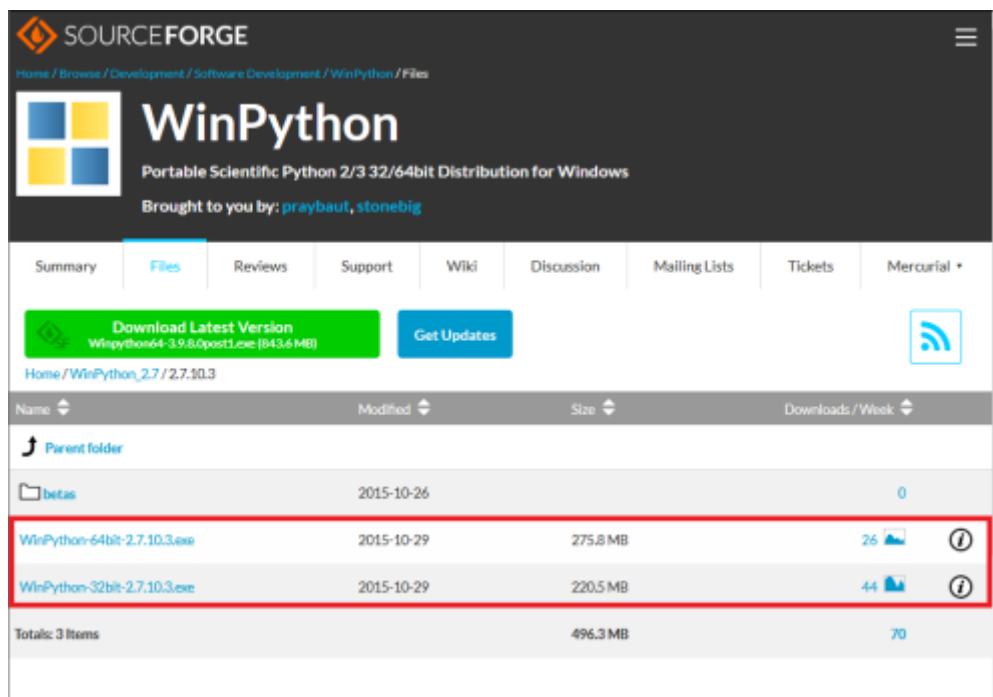 SOURCEFORGE
Home / Browse / Development / Software Development / WinPython / Files
WinPython
Portable Scientific Python 2/3 32/64bit Distribution for Windows
Brought to you by: praybaut, stonebig
Summary Files Reviews Support Wiki Discussion Mailing Lists Tickets Mercurial
Download Latest Version
Winpython64-3.9.8.0post1.exe (843.6 MB)
Get Updates
Home / WinPython_2.7 / 2.7.10.3
Name Modified Size Downloads / Week
Parent folder
betas 2015-10-26 0
WinPython-64bit-2.7.10.3.exe 2015-10-29 275.8 MB 26 i
WinPython-32bit-2.7.10.3.exe 2015-10-29 220.5 MB 44 i
Totals: 3 Items 496.3 MB 70